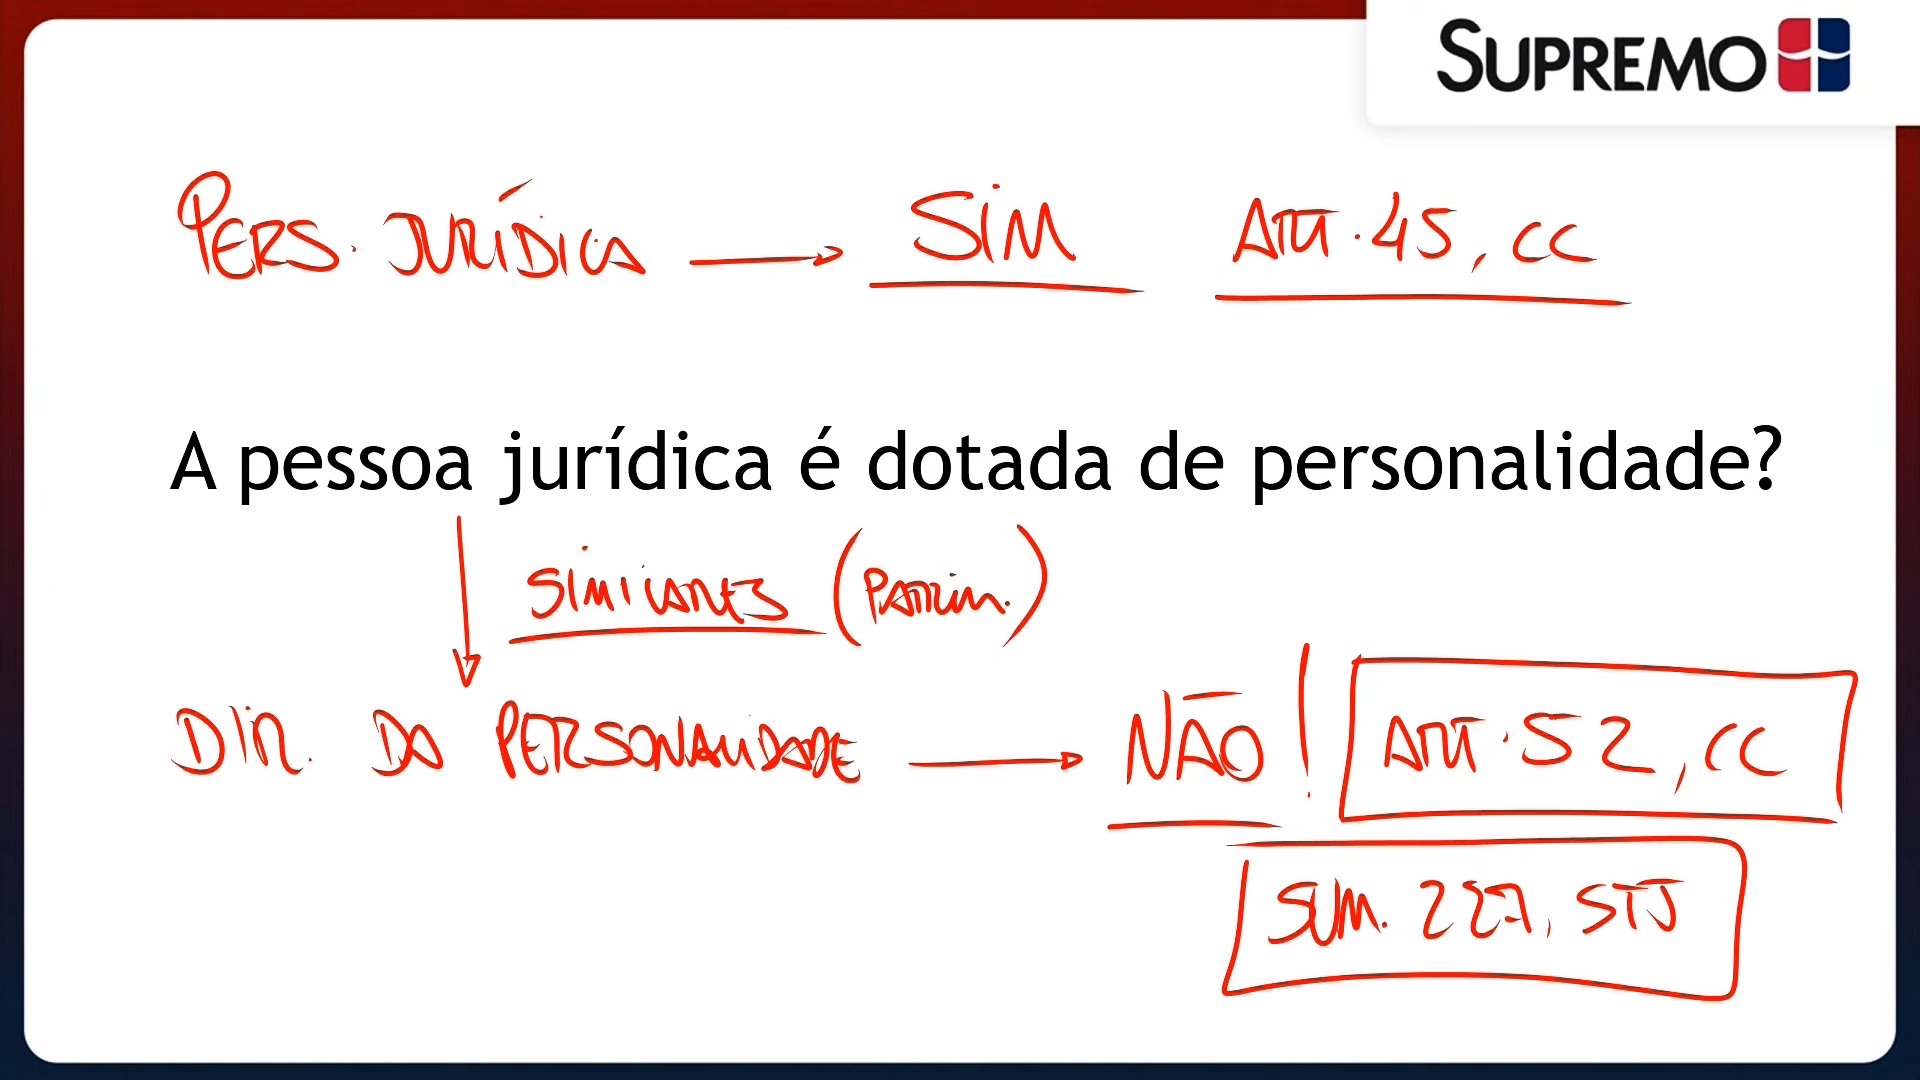 SUPREMO
PERS. JURÍDICA → SIM ART. 45, CC
A pessoa jurídica é dotada de personalidade?
SIMILARES (PATRIM.)
DIR. DA PERSONALIDADE → NÃO! ART. 52, CC
SÚM. 227, STJ